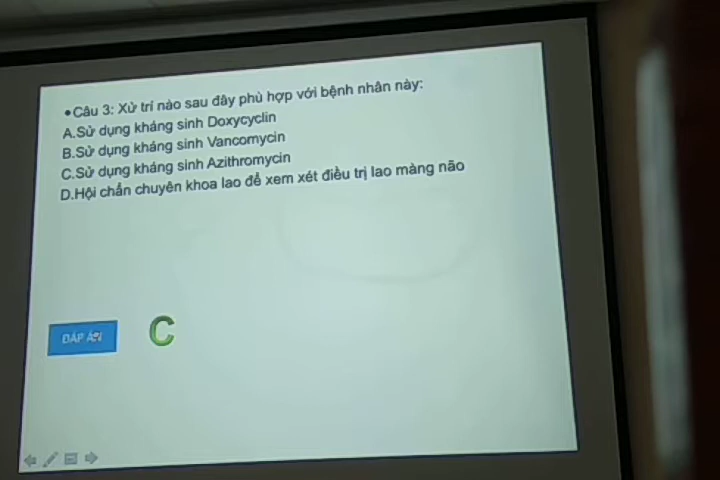 •Câu 3: Xử trí nào sau đây phù hợp với bệnh nhân này:
A.Sử dụng kháng sinh Doxycyclin
B.Sử dụng kháng sinh Vancomycin
C.Sử dụng kháng sinh Azithromycin
D.Hội chẩn chuyên khoa lao để xem xét điều trị lao màng não
ĐÁP ÁN
C